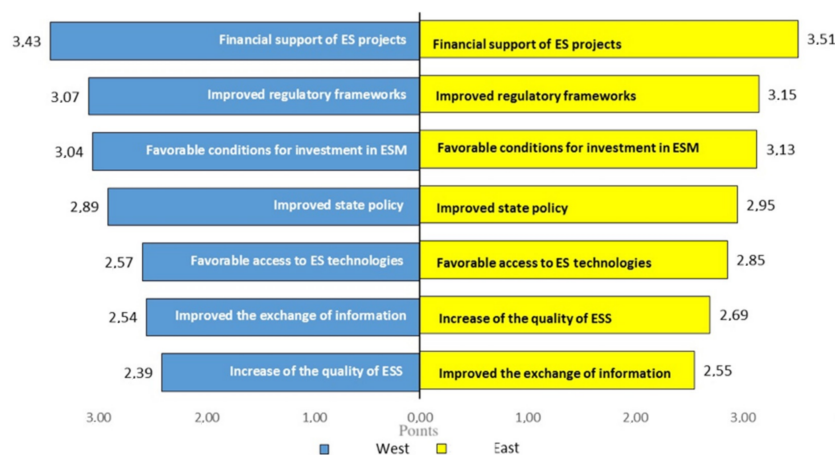 3.43 Financial support of ES projects Financial support of ES projects 3.51
3.07 Improved regulatory frameworks Improved regulatory frameworks 3.15
3.04 Favorable conditions for investment in ESM Favorable conditions for investment in ESM 3.13
2,89 Improved state policy Improved state policy 2,95
2,57 Favorable access to ES technologies Favorable access to ES technologies 2,85
2,54 Improved the exchange of information Increase of the quality of ESS 2,69
2,39 Increase of the quality of ESS Improved the exchange of information 2,55
3.00 2,00 1,00 0,00 1,00 2,00 3,00
Points
West East